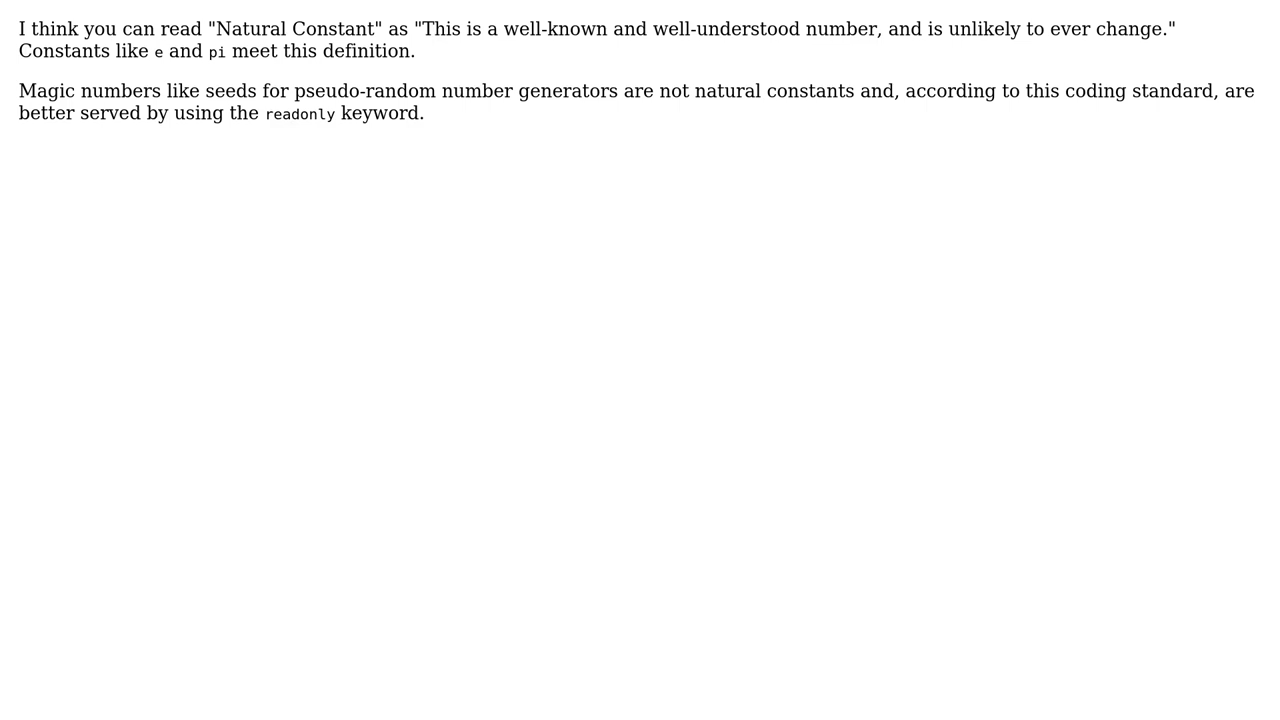 I think you can read "Natural Constant" as "This is a well-known and well-understood number, and is unlikely to ever change."
Constants like e and pi meet this definition.
Magic numbers like seeds for pseudo-random number generators are not natural constants and, according to this coding standard, are
better served by using the readonly keyword.